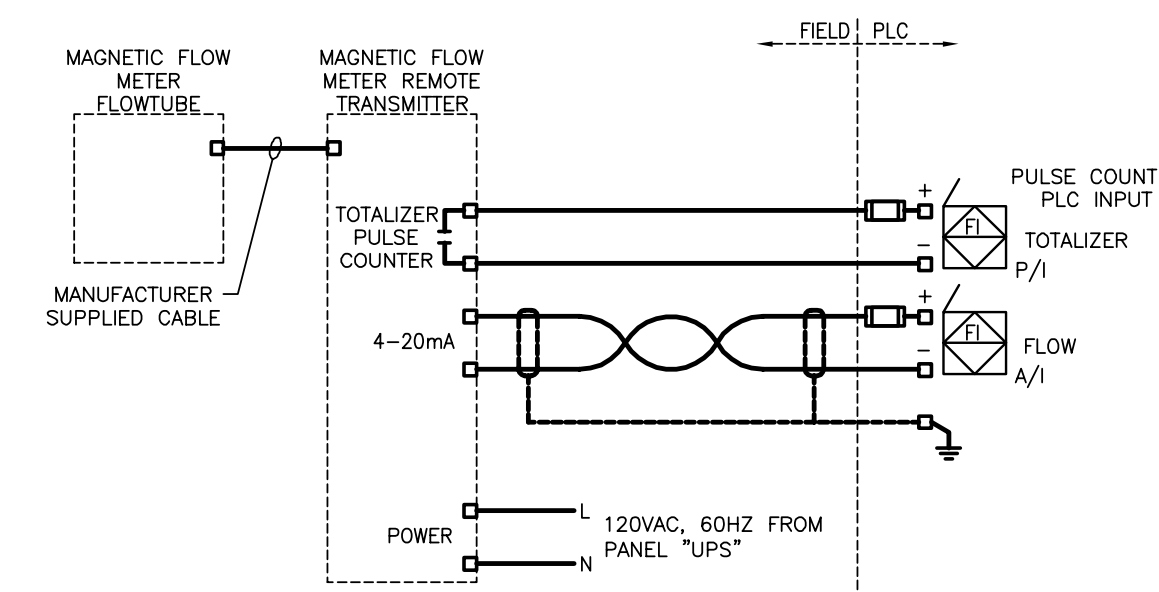 FIELD PLC
MAGNETIC FLOW
METER
FLOWTUBE
MAGNETIC FLOW
METER REMOTE
TRANSMITTER
MANUFACTURER
SUPPLIED CABLE
TOTALIZER
PULSE
COUNTER
+
−
FI
PULSE COUNT
PLC INPUT
TOTALIZER
P/I
4−20mA
+
−
FI
FLOW
A/I
POWER
L
N
120VAC, 60HZ FROM
PANEL "UPS"